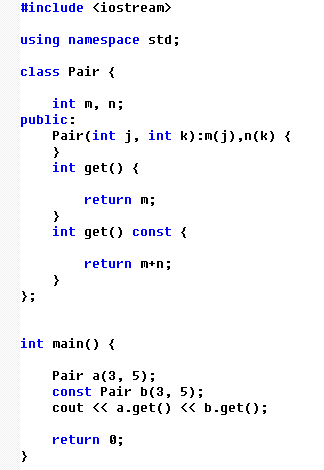 #include <iostream>
using namespace std;
class Pair {
int m, n;
public:
Pair(int j, int k):m(j),n(k) {
}
int get() {
return m;
}
int get() const {
return m+n;
}
};
int main() {
Pair a(3, 5);
const Pair b(3, 5);
cout << a.get() << b.get();
return 0;
}